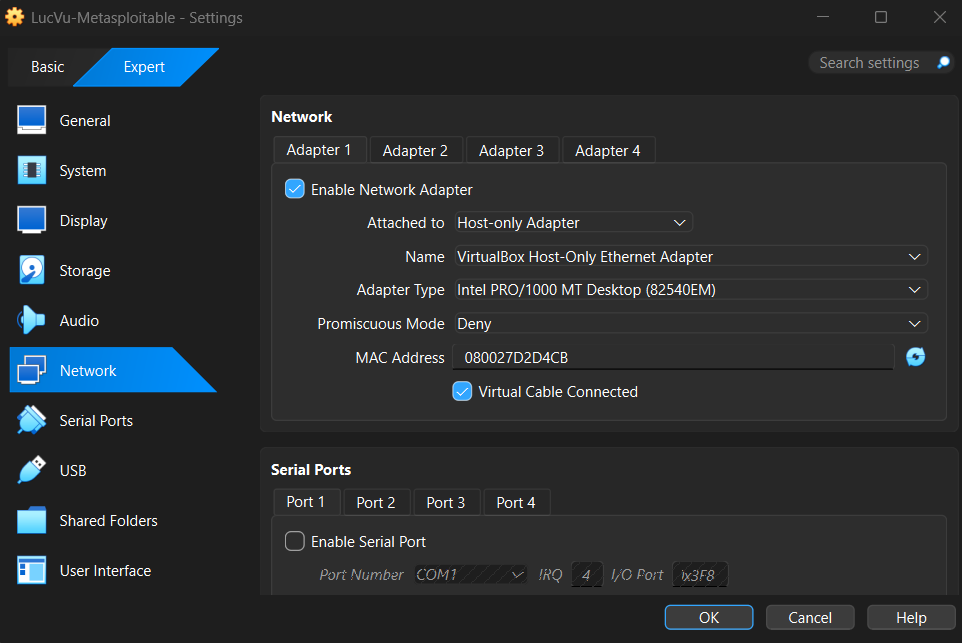 LucVu-Metasploitable - Settings
Basic
Expert
Search settings
General
System
Display
Storage
Audio
Network
Serial Ports
USB
Shared Folders
User Interface
Network
Adapter 1
Adapter 2
Adapter 3
Adapter 4
Enable Network Adapter
Attached to Host-only Adapter
Name VirtualBox Host-Only Ethernet Adapter
Adapter Type Intel PRO/1000 MT Desktop (82540EM)
Promiscuous Mode Deny
MAC Address 080027D2D4CB
Virtual Cable Connected
Serial Ports
Port 1
Port 2
Port 3
Port 4
Enable Serial Port
Port Number COM1 IRQ 4 I/O Port 0x3F8
OK
Cancel
Help